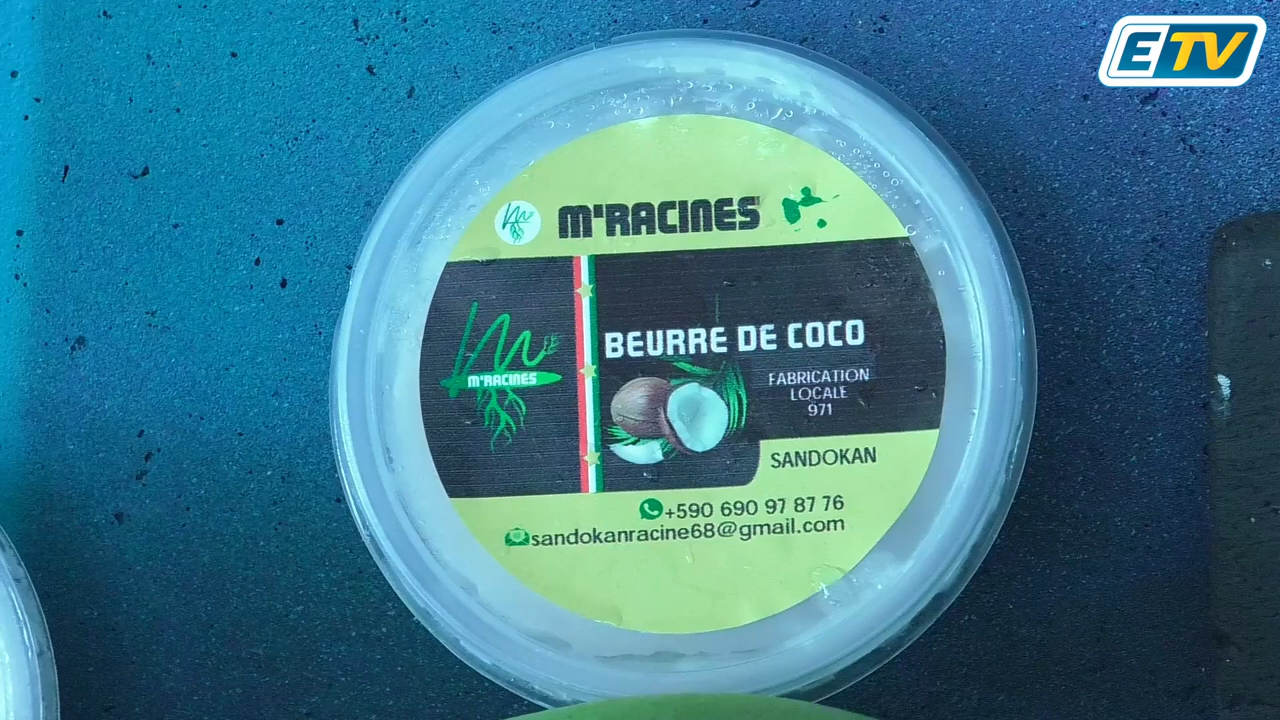 ETV
M'RACINES
M'RACINES
BEURRE DE COCO
FABRICATION
LOCALE
971
SANDOKAN
+590 690 97 87 76
sandokanracine68@gmail.com